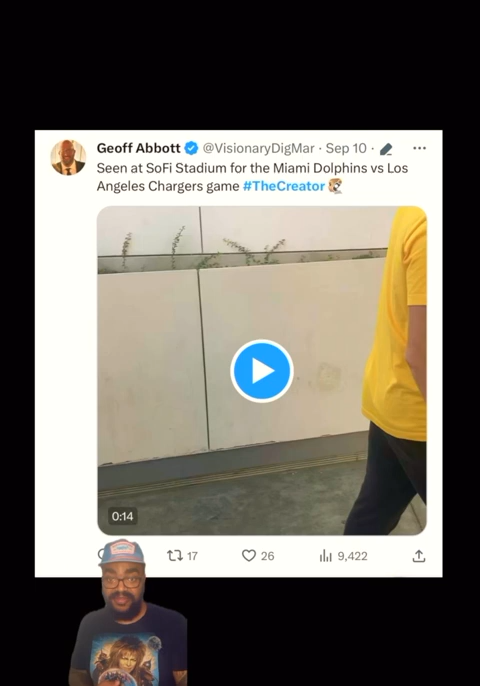 Geoff Abbott @VisionaryDigMar · Sep 10 ·
Seen at SoFi Stadium for the Miami Dolphins vs Los
Angeles Chargers game #TheCreator
0:14
17 26 9,422